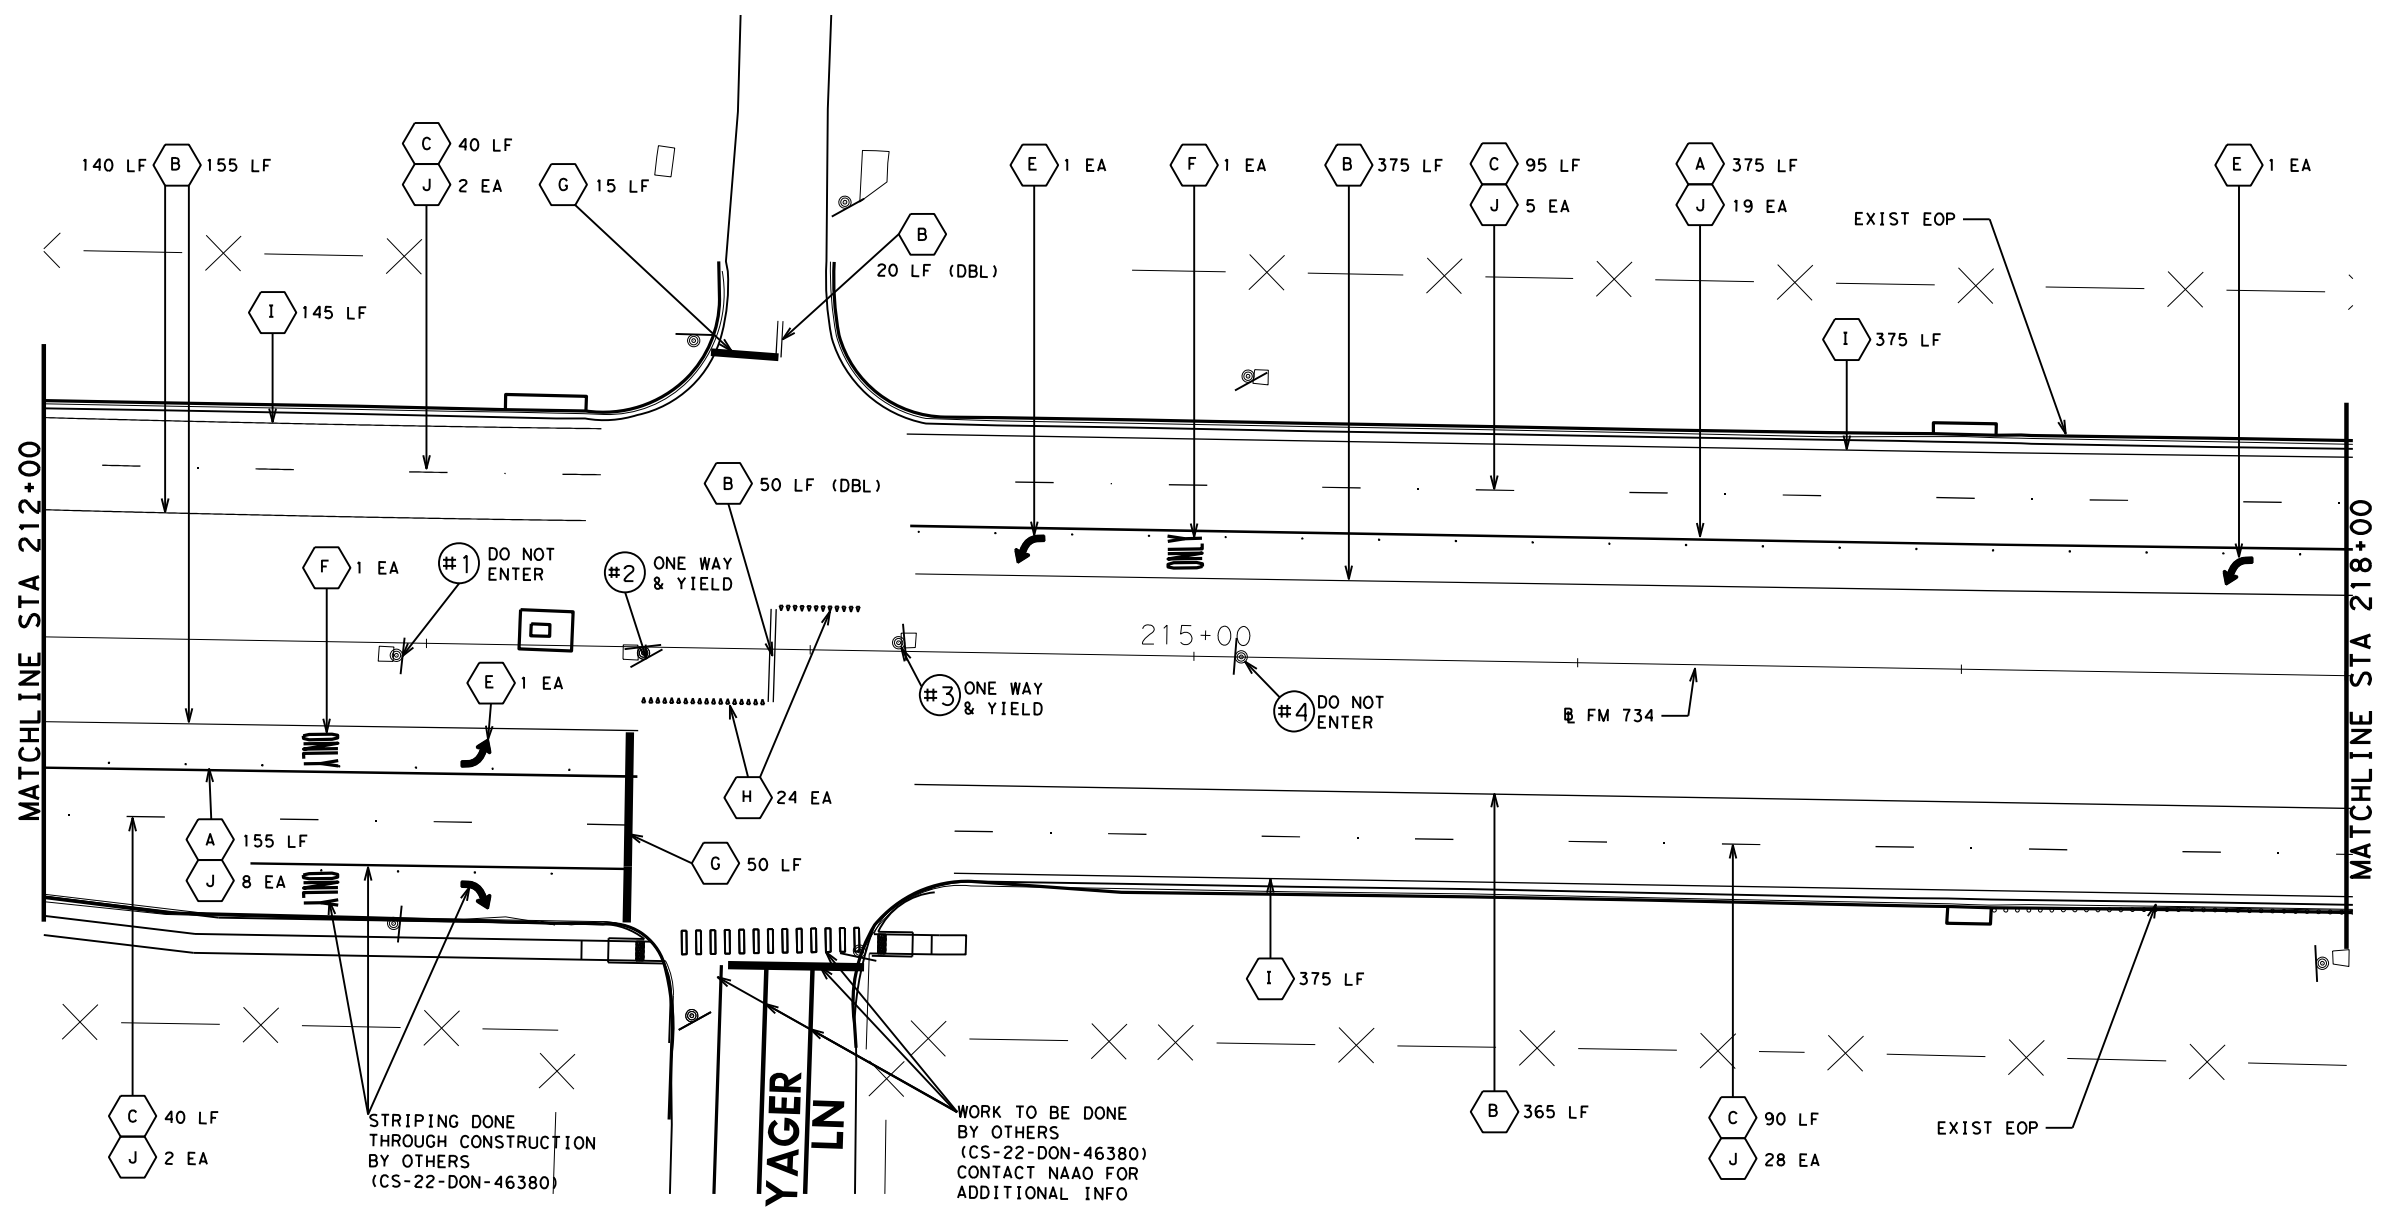 140 LF B 155 LF
C 40 LF
J 2 EA
G 15 LF
B
20 LF (DBL)
I 145 LF
E 1 EA
F 1 EA
B 375 LF
C 95 LF
J 5 EA
A 375 LF
J 19 EA
EXIST EOP
E 1 EA
I 375 LF
MATCHLINE STA 212+00
B 50 LF (DBL)
F 1 EA
#1 DO NOT
ENTER
#2 ONE WAY
& YIELD
E 1 EA
ONLY
215+00
#3 ONE WAY
& YIELD
#4 DO NOT
ENTER
BL FM 734
MATCHLINE STA 218+00
ONLY
H 24 EA
A 155 LF
J 8 EA
G 50 LF
ONLY
I 375 LF
C 40 LF
J 2 EA
STRIPING DONE
THROUGH CONSTRUCTION
BY OTHERS
(CS-22-DON-46380)
YAGER
LN
WORK TO BE DONE
BY OTHERS
(CS-22-DON-46380)
CONTACT NAAO FOR
ADDITIONAL INFO
B 365 LF
C 90 LF
J 28 EA
EXIST EOP